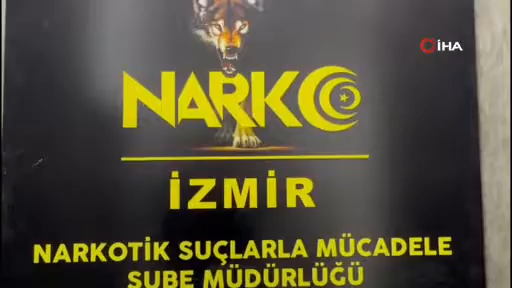 İHA
NARKO
İZMİR
NARKOTİK SUÇLARLA MÜCADELE
ŞUBE MÜDÜRLÜĞÜ